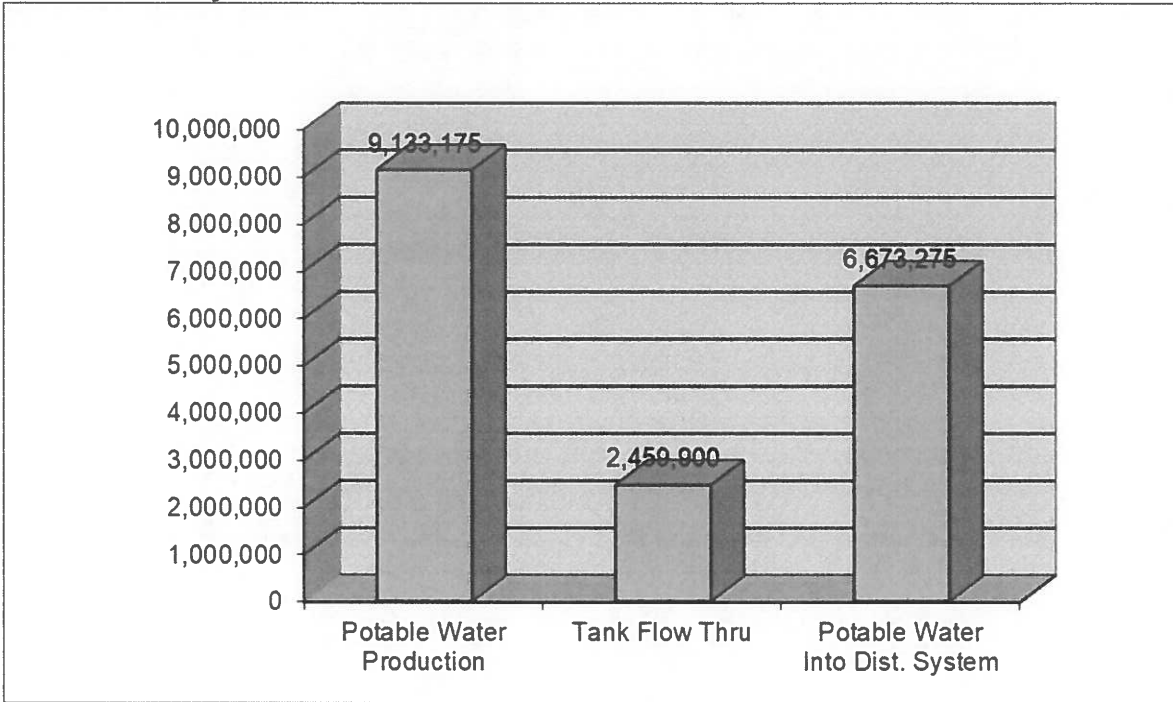 10,000,000
9,000,000
8,000,000
7,000,000
6,000,000
5,000,000
4,000,000
3,000,000
2,000,000
1,000,000
0
9,133,175
2,459,900
6,673,275
Potable Water
Production
Tank Flow Thru
Potable Water
Into Dist. System